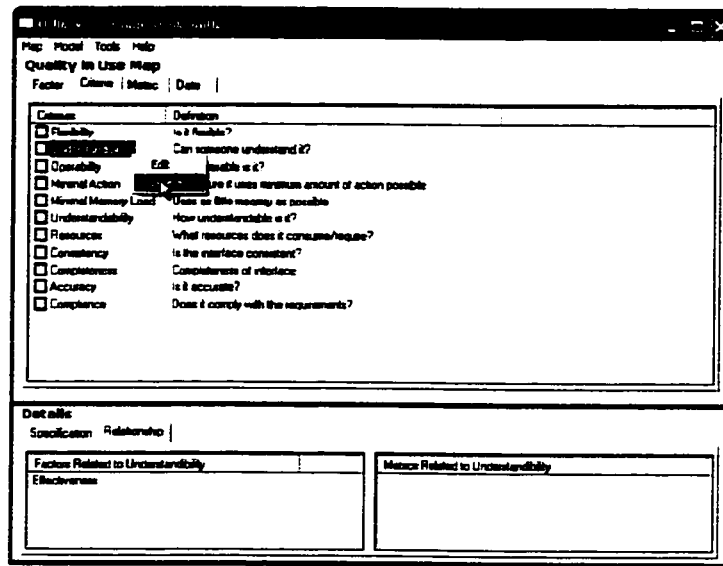 Map Model Tools Help
Quality In Use Map
Factor Criteria Metric Data
Criterion Definition
Flexibility Is it flexible?
Can someone understand it?
Operability Edit is it?
Minimal Action it uses minimum amount of action possible
Minimal Memory Load Uses as little memory as possible
Understandability How understandable is it?
Resources What resources does it consume/require?
Consistency Is the interface consistent?
Completeness Completeness of interface
Accuracy Is it accurate?
Compliance Does it comply with the requirements?
Details
Specification Relationship
Factors Related to Understandibility Metrics Related to Understandibility
Effectiveness